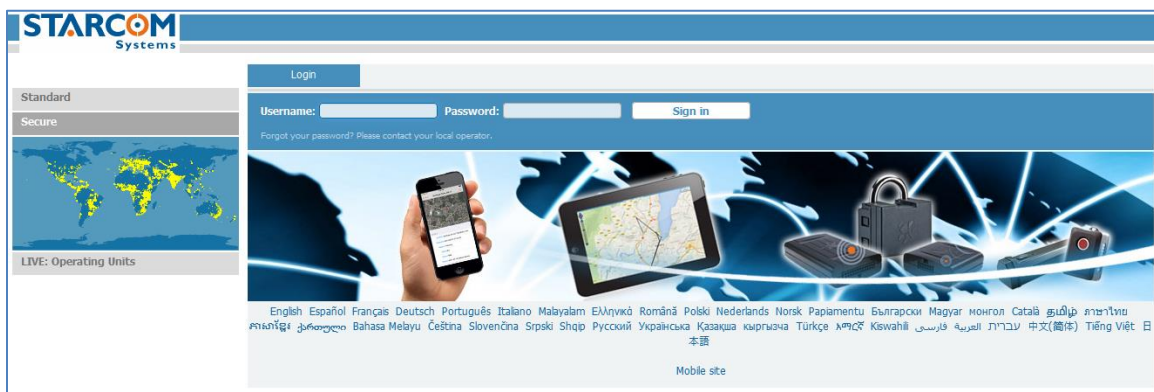 STARCOM
Systems
Login
Standard
Secure
Username:
Password:
Sign in
Forgot your password? Please contact your local operator.
LIVE: Operating Units
English Español Français Deutsch Português Italiano Malayalam Ελληνικά Română Polski Nederlands Norsk Papiamentu Български Magyar монгол Català தமிழ் ภาษาไทย
ភាសាខ្មែរ ქართული Bahasa Melayu Čeština Slovenčina Srpski Shqip Русский Українська Қазақша кыргызча Türkçe አማርኛ Kiswahili فارسی العربية עברית 中文(簡体) Tiếng Việt 日
本語
Mobile site